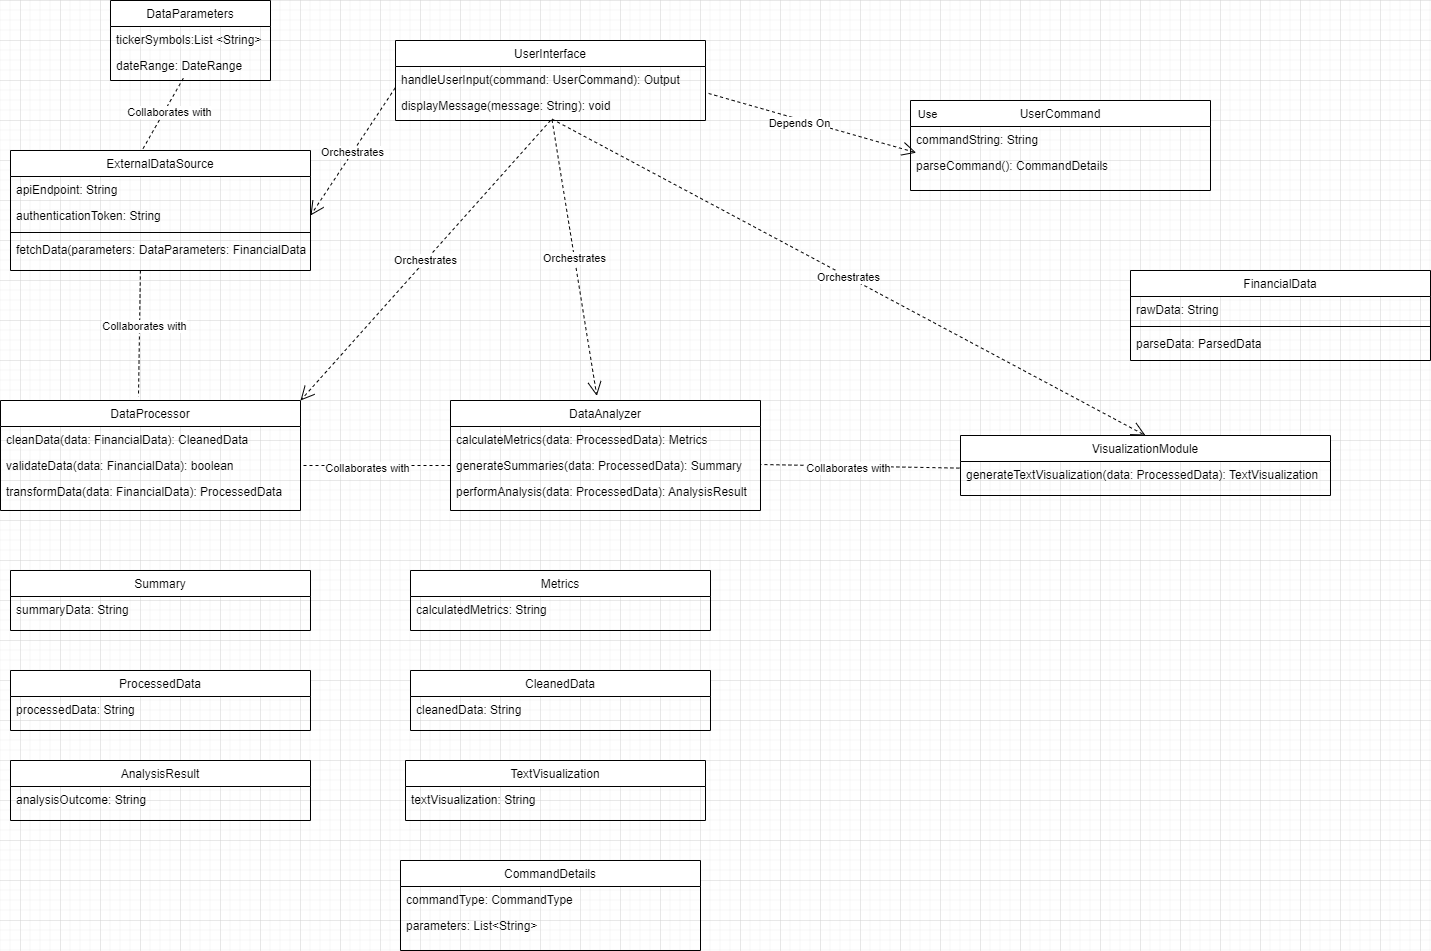 DataParameters
tickerSymbols:List <String>
dateRange: DateRange
Collaborates with
UserInterface
handleUserInput(command: UserCommand): Output
displayMessage(message: String): void
Depends On
Use
UserCommand
commandString: String
parseCommand(): CommandDetails
Orchestrates
ExternalDataSource
apiEndpoint: String
authenticationToken: String
fetchData(parameters: DataParameters: FinancialData
Orchestrates
Orchestrates
Orchestrates
FinancialData
rawData: String
parseData: ParsedData
Collaborates with
DataProcessor
cleanData(data: FinancialData): CleanedData
validateData(data: FinancialData): boolean
transformData(data: FinancialData): ProcessedData
Collaborates with
DataAnalyzer
calculateMetrics(data: ProcessedData): Metrics
generateSummaries(data: ProcessedData): Summary
performAnalysis(data: ProcessedData): AnalysisResult
Collaborates with
VisualizationModule
generateTextVisualization(data: ProcessedData): TextVisualization
Summary
summaryData: String
Metrics
calculatedMetrics: String
ProcessedData
processedData: String
CleanedData
cleanedData: String
AnalysisResult
analysisOutcome: String
TextVisualization
textVisualization: String
CommandDetails
commandType: CommandType
parameters: List<String>